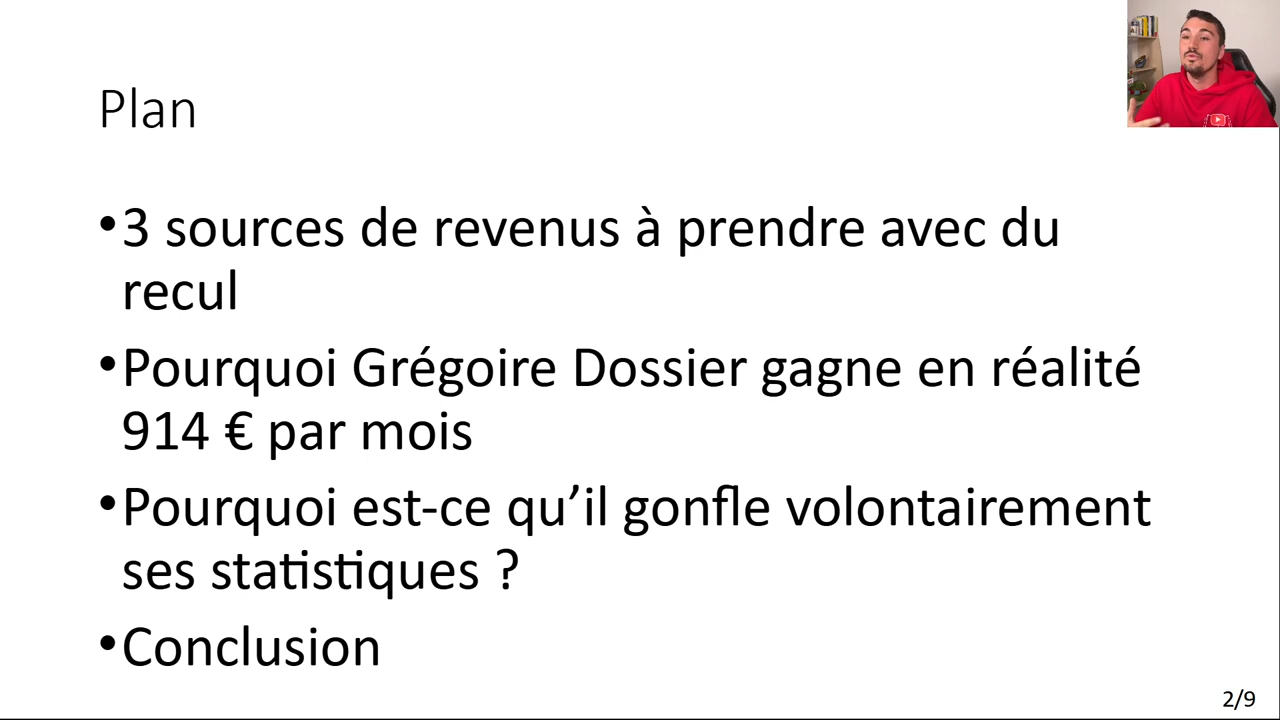 Plan
•3 sources de revenus à prendre avec du
recul
•Pourquoi Grégoire Dossier gagne en réalité
914 € par mois
•Pourquoi est-ce qu’il gonfle volontairement
ses statistiques ?
•Conclusion
2/9